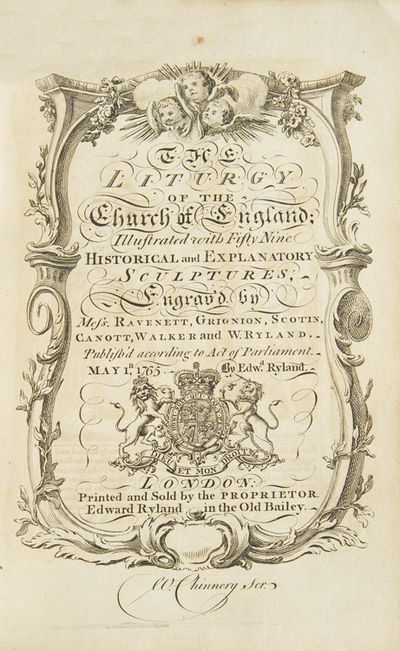 THE
LITURGY
OF THE
Church of England;
Illustrated with Fifty Nine
HISTORICAL and EXPLANATORY
SCULPTURES;
Engrav'd by
Mess. RAVENETT, GRIGNION, SCOTIN,
CANOTT, WALKER and W. RYLAND.
Publish'd according to Act of Parliament.
MAY 1st. 1765. By Edwd. Ryland.
ET MON DROIT
LONDON:
Printed and Sold by the PROPRIETOR
Edward Ryland in the Old Bailey.
W. Chinnery Scr.